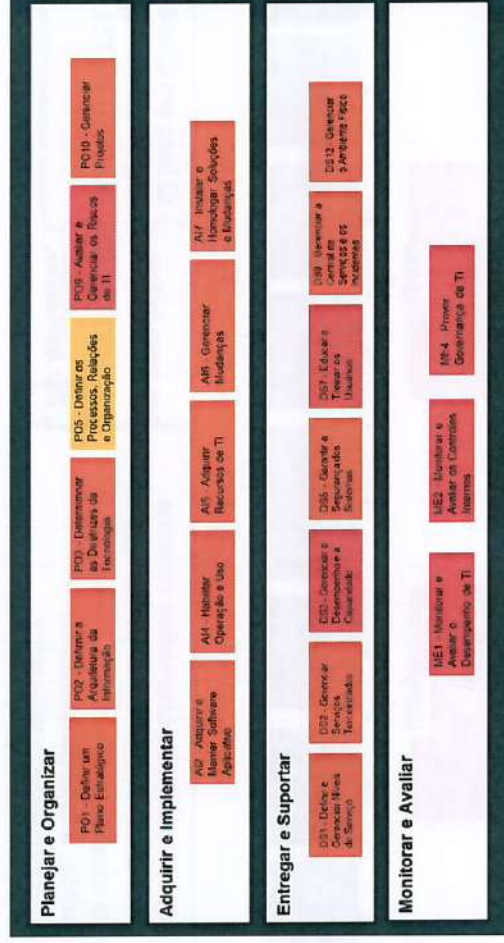 Planejar e Organizar
PO1 - Definir um
Plano Estratégico
PO2 - Definir a
Arquitetura da
Informação
PO3 - Determinar
as Diretrizes da
Tecnologia
PO5 - Definir os
Processos, Relações
e Organização
PO9 - Avaliar e
Gerenciar os Riscos
de TI
PO10 - Gerenciar
Projetos
Adquirir e Implementar
AI2 - Adquirir e
Manter Software
Aplicativo
AI4 - Habilitar
Operação e Uso
AI5 - Adquirir
Recursos de TI
AI6 - Gerenciar
Mudanças
AI7 - Instalar e
Homologar Soluções
e Mudanças
Entregar e Suportar
DS1 - Definir e
Gerenciar Níveis
de Serviço
DS2 - Gerenciar
Serviços
Terceirizados
DS3 - Gerenciar o
Desempenho e a
Capacidade
DS5 - Garantir a
Segurança dos
Sistemas
DS7 - Educar e
Treinar os
Usuários
DS8 - Gerenciar a
Central de
Serviços e os
Incidentes
DS12 - Gerenciar
o Ambiente Físico
Monitorar e Avaliar
ME1 - Monitorar e
Avaliar o
Desempenho de TI
ME2 - Monitorar e
Avaliar os Controles
Internos
ME4 - Prover
Governança de TI